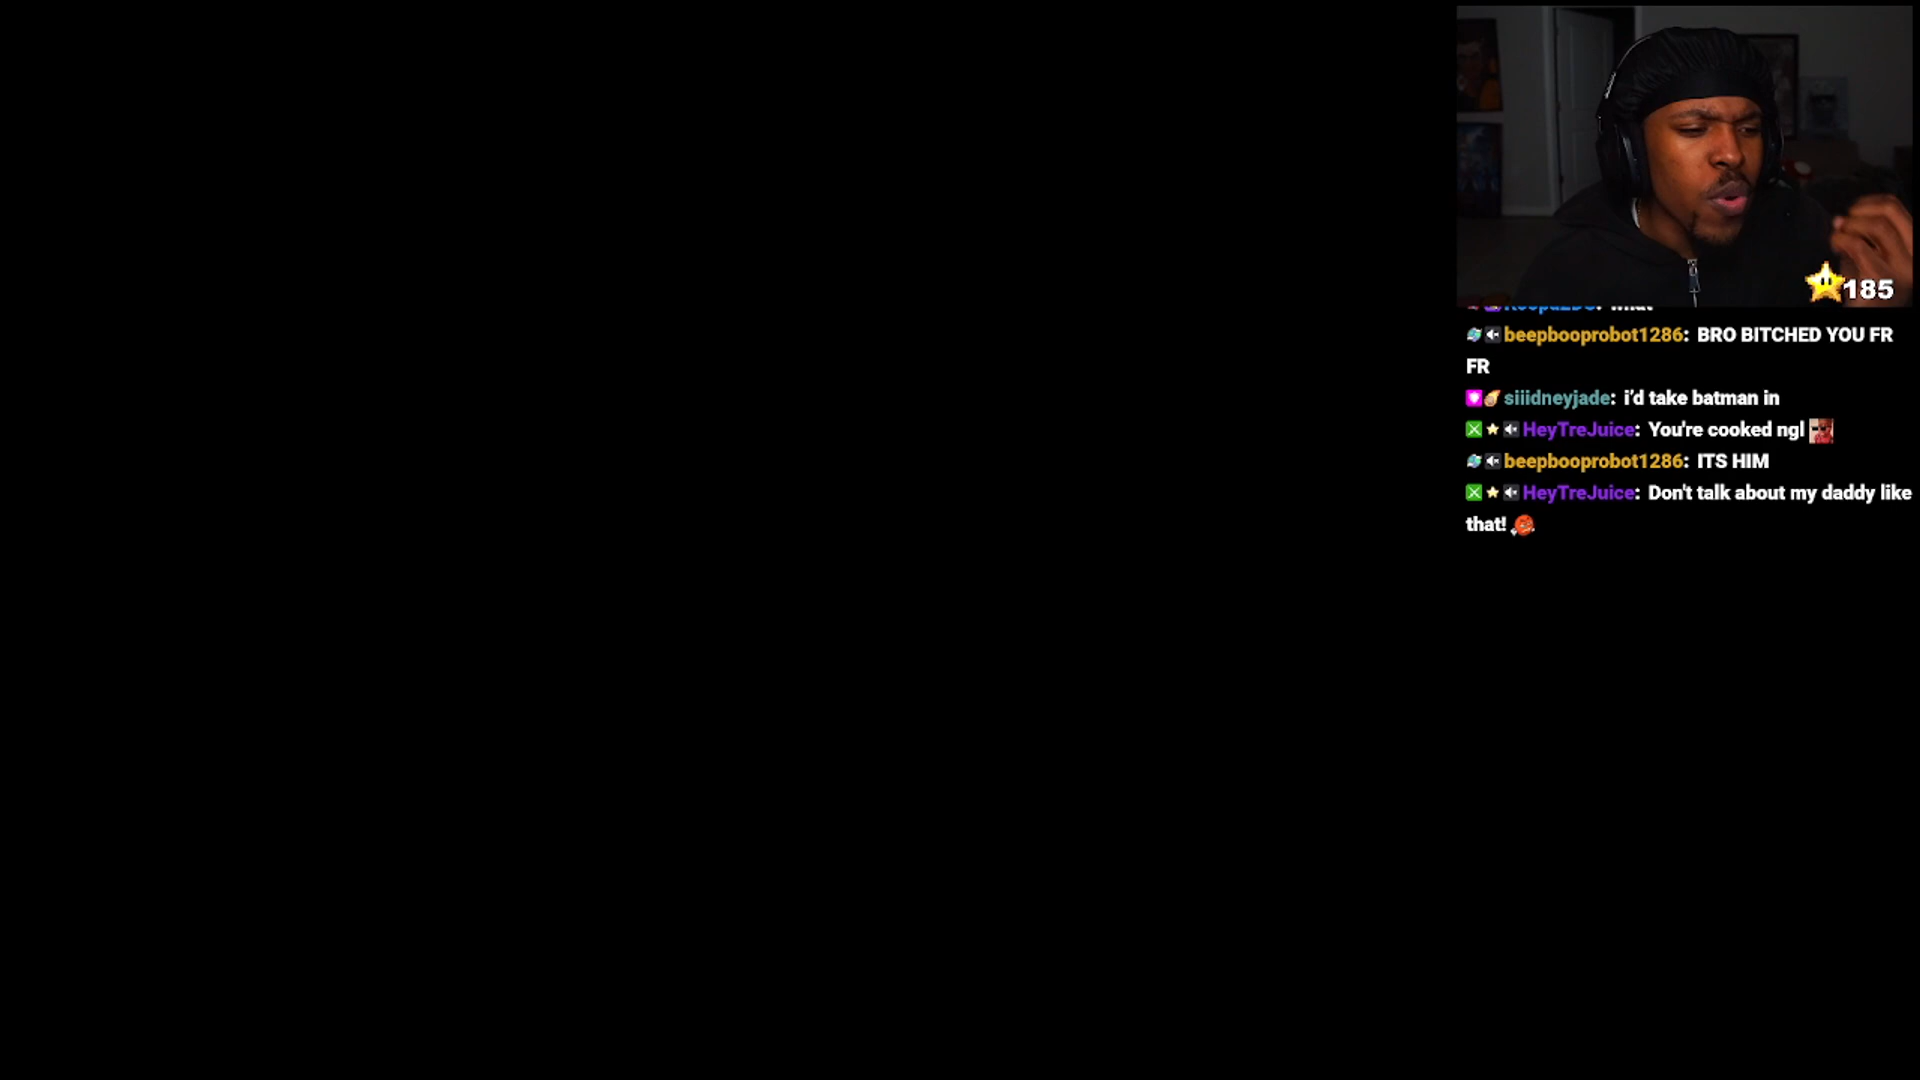 185
what
beepbooprobot1286: BRO BITCHED YOU FR
FR
siiidneyjade: i'd take batman in
HeyTreJuice: You're cooked ngl
beepbooprobot1286: ITS HIM
HeyTreJuice: Don't talk about my daddy like
that!